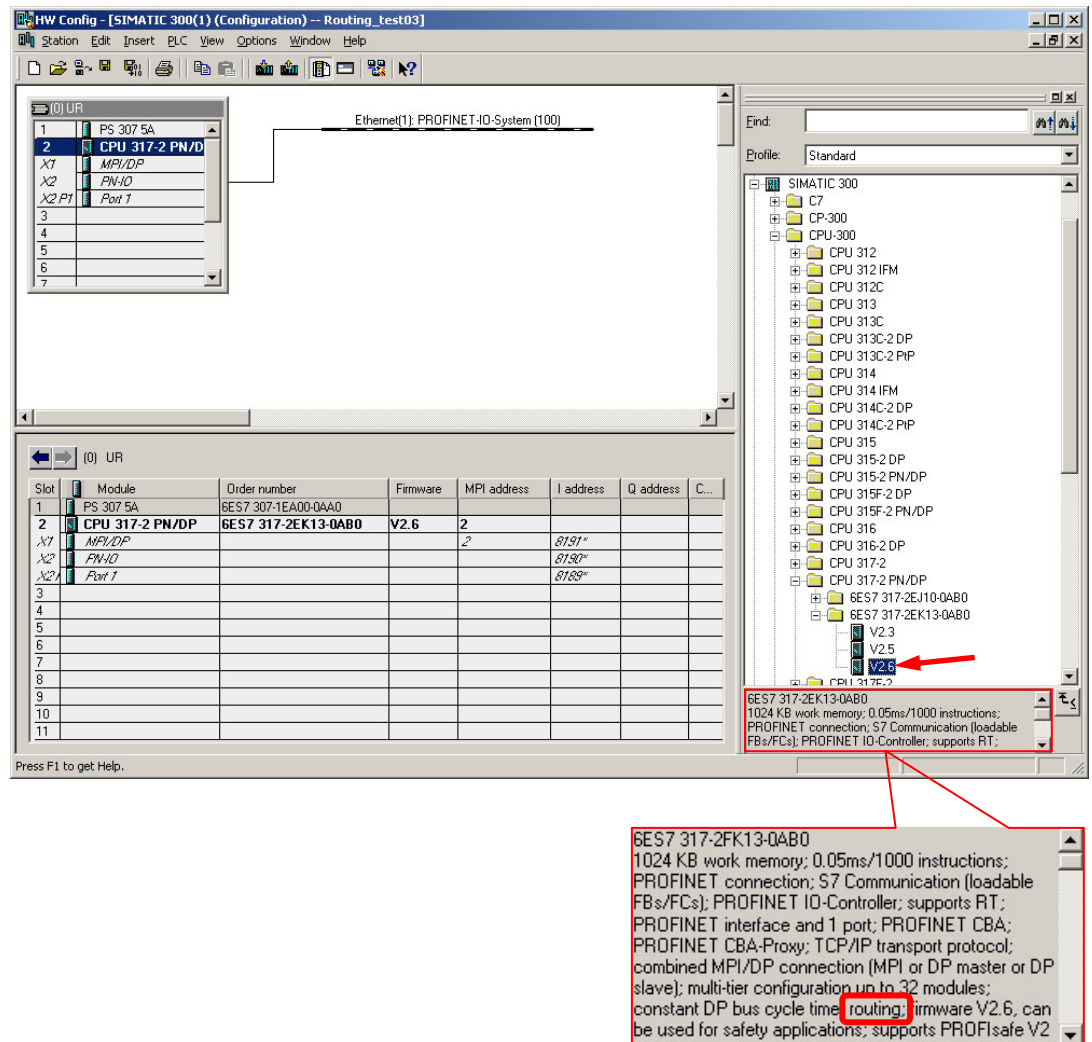 HW Config - [SIMATIC 300(1) (Configuration) -- Routing_test03]
Station Edit Insert PLC View Options Window Help
(0) UR
1 PS 307 5A
2 CPU 317-2 PN/D
X1 MPI/DP
X2 PN-IO
X2 P1 Port 1
3
4
5
6
7
Ethernet(1): PROFINET-IO-System (100)
Find:
Profile: Standard
SIMATIC 300
C7
CP-300
CPU-300
CPU 312
CPU 312 IFM
CPU 312C
CPU 313
CPU 313C
CPU 313C-2 DP
CPU 313C-2 PtP
CPU 314
CPU 314 IFM
CPU 314C-2 DP
CPU 314C-2 PtP
CPU 315
CPU 315-2 DP
CPU 315-2 PN/DP
CPU 315F-2 DP
CPU 315F-2 PN/DP
CPU 316
CPU 316-2 DP
CPU 317-2
CPU 317-2 PN/DP
6ES7 317-2EJ10-0AB0
6ES7 317-2EK13-0AB0
V2.3
V2.5
V2.6
CPU 317F-2
6ES7 317-2EK13-0AB0
1024 KB work memory; 0.05ms/1000 instructions;
PROFINET connection; S7 Communication (loadable
FBs/FCs); PROFINET IO-Controller; supports RT;
(0) UR
Slot Module Order number Firmware MPI address I address Q address C...
1 PS 307 5A 6ES7 307-1EA00-0AA0
2 CPU 317-2 PN/DP 6ES7 317-2EK13-0AB0 V2.6 2
X1 MPI/DP 2 8191*
X2 PN-IO 8190*
X2 Port 1 8189*
3
4
5
6
7
8
9
10
11
Press F1 to get Help.
6ES7 317-2FK13-0AB0
1024 KB work memory; 0.05ms/1000 instructions;
PROFINET connection; S7 Communication (loadable
FBs/FCs); PROFINET IO-Controller; supports RT;
PROFINET interface and 1 port; PROFINET CBA;
PROFINET CBA-Proxy; TCP/IP transport protocol;
combined MPI/DP connection (MPI or DP master or DP
slave); multi-tier configuration up to 32 modules;
constant DP bus cycle time; routing; firmware V2.6, can
be used for safety applications; supports PROFIsafe V2